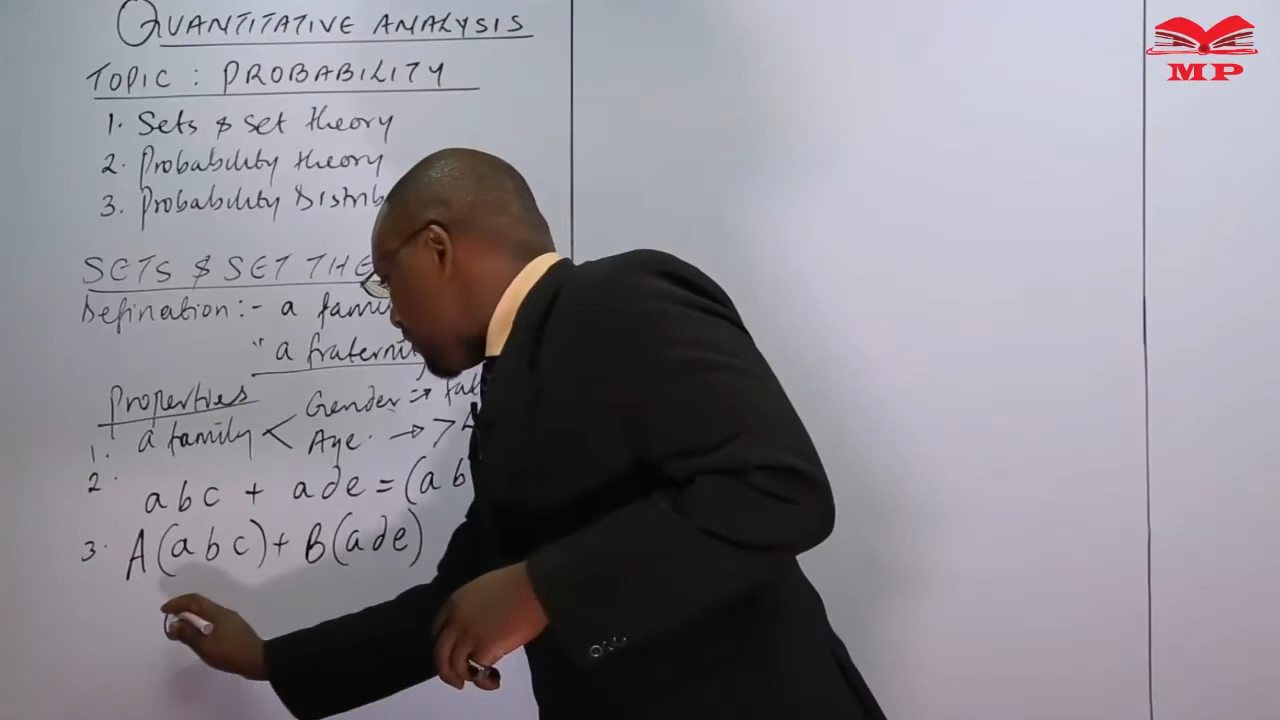 QUANTITATIVE ANALYSIS
TOPIC : PROBABILITY
1. Sets & set theory
2. Probability theory
3. Probability
SETS & SET
Defination :- a
" a
Properties
1. a family < Gender ⇒
Age. → >
2. abc + ade = (ab
3. A(abc) + B(ade)
MP